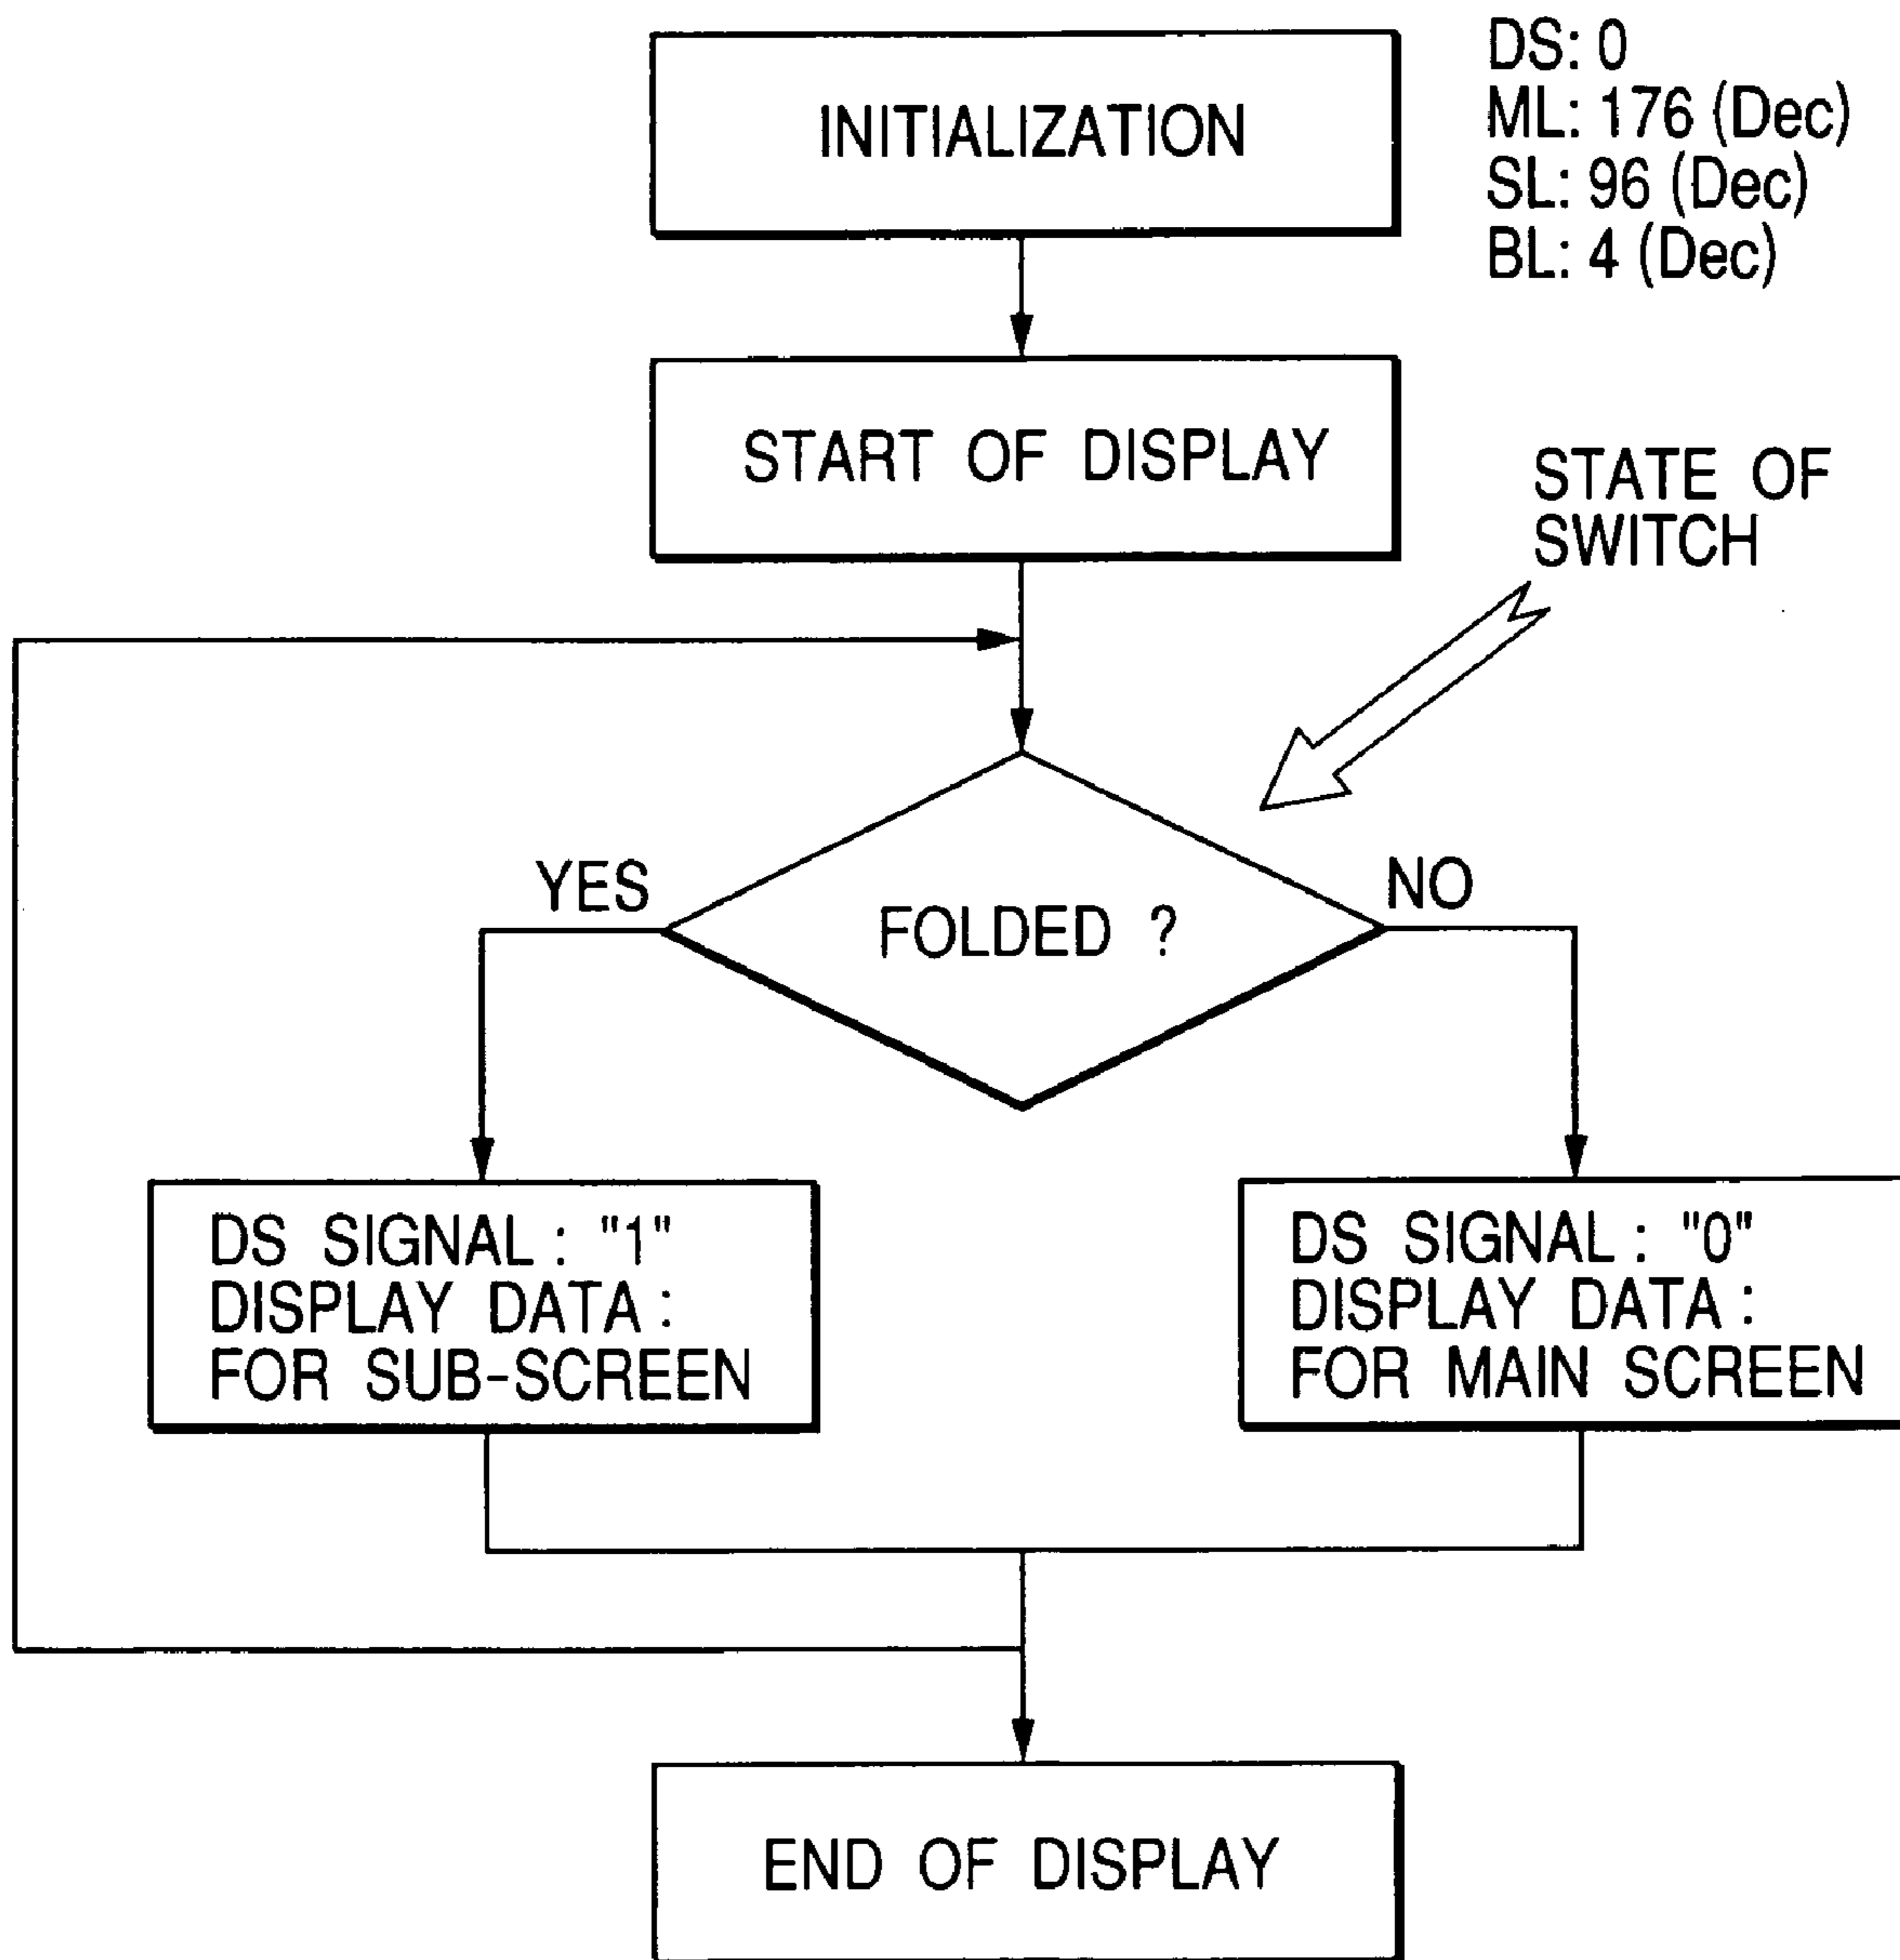 INITIALIZATION
DS: 0
ML: 176 (Dec)
SL: 96 (Dec)
BL: 4 (Dec)
START OF DISPLAY
STATE OF
SWITCH
YES
FOLDED ?
NO
DS SIGNAL : "1"
DISPLAY DATA :
FOR SUB-SCREEN
DS SIGNAL : "0"
DISPLAY DATA :
FOR MAIN SCREEN
END OF DISPLAY